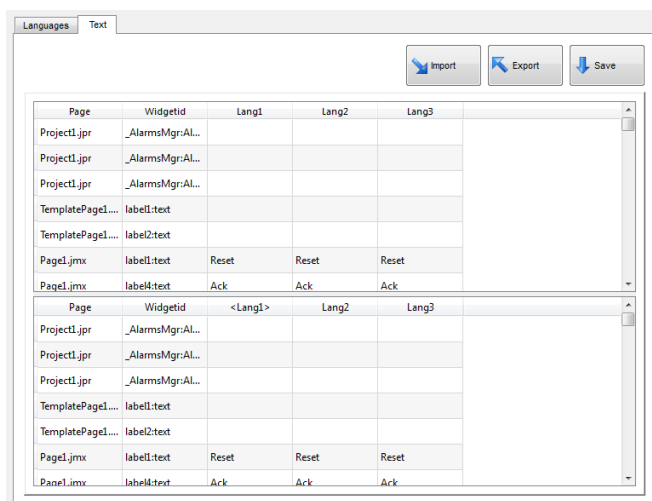 Languages Text
Import Export Save
Page Widgetid Lang1 Lang2 Lang3
Project1.jpr _AlarmsMgr:Al...
Project1.jpr _AlarmsMgr:Al...
Project1.jpr _AlarmsMgr:Al...
TemplatePage1.... label1:text
TemplatePage1.... label2:text
Page1.jmx label1:text Reset Reset Reset
Page1.jmx label4:text Ack Ack Ack
Page Widgetid <Lang1> Lang2 Lang3
Project1.jpr _AlarmsMgr:Al...
Project1.jpr _AlarmsMgr:Al...
Project1.jpr _AlarmsMgr:Al...
TemplatePage1.... label1:text
TemplatePage1.... label2:text
Page1.jmx label1:text Reset Reset Reset
Page1.jmx label4:text Ack Ack Ack